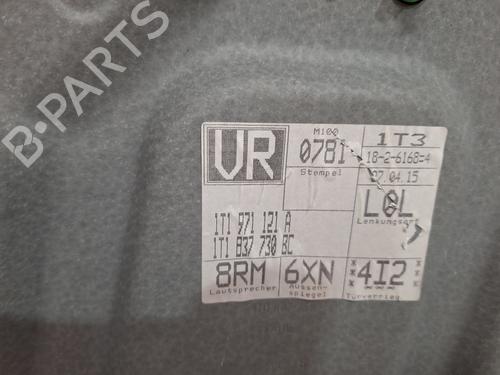 B-PARTS
VR
M100
0781
Stempel
1T3
18-2-6168=4
27.04.15
L0L
Lenkungsart
1T1 971 121 A
1T1 837 730 BC
8RM
Lautsprecher
6XN
Aussen-
spiegel
*4I2*
Türverrieg.